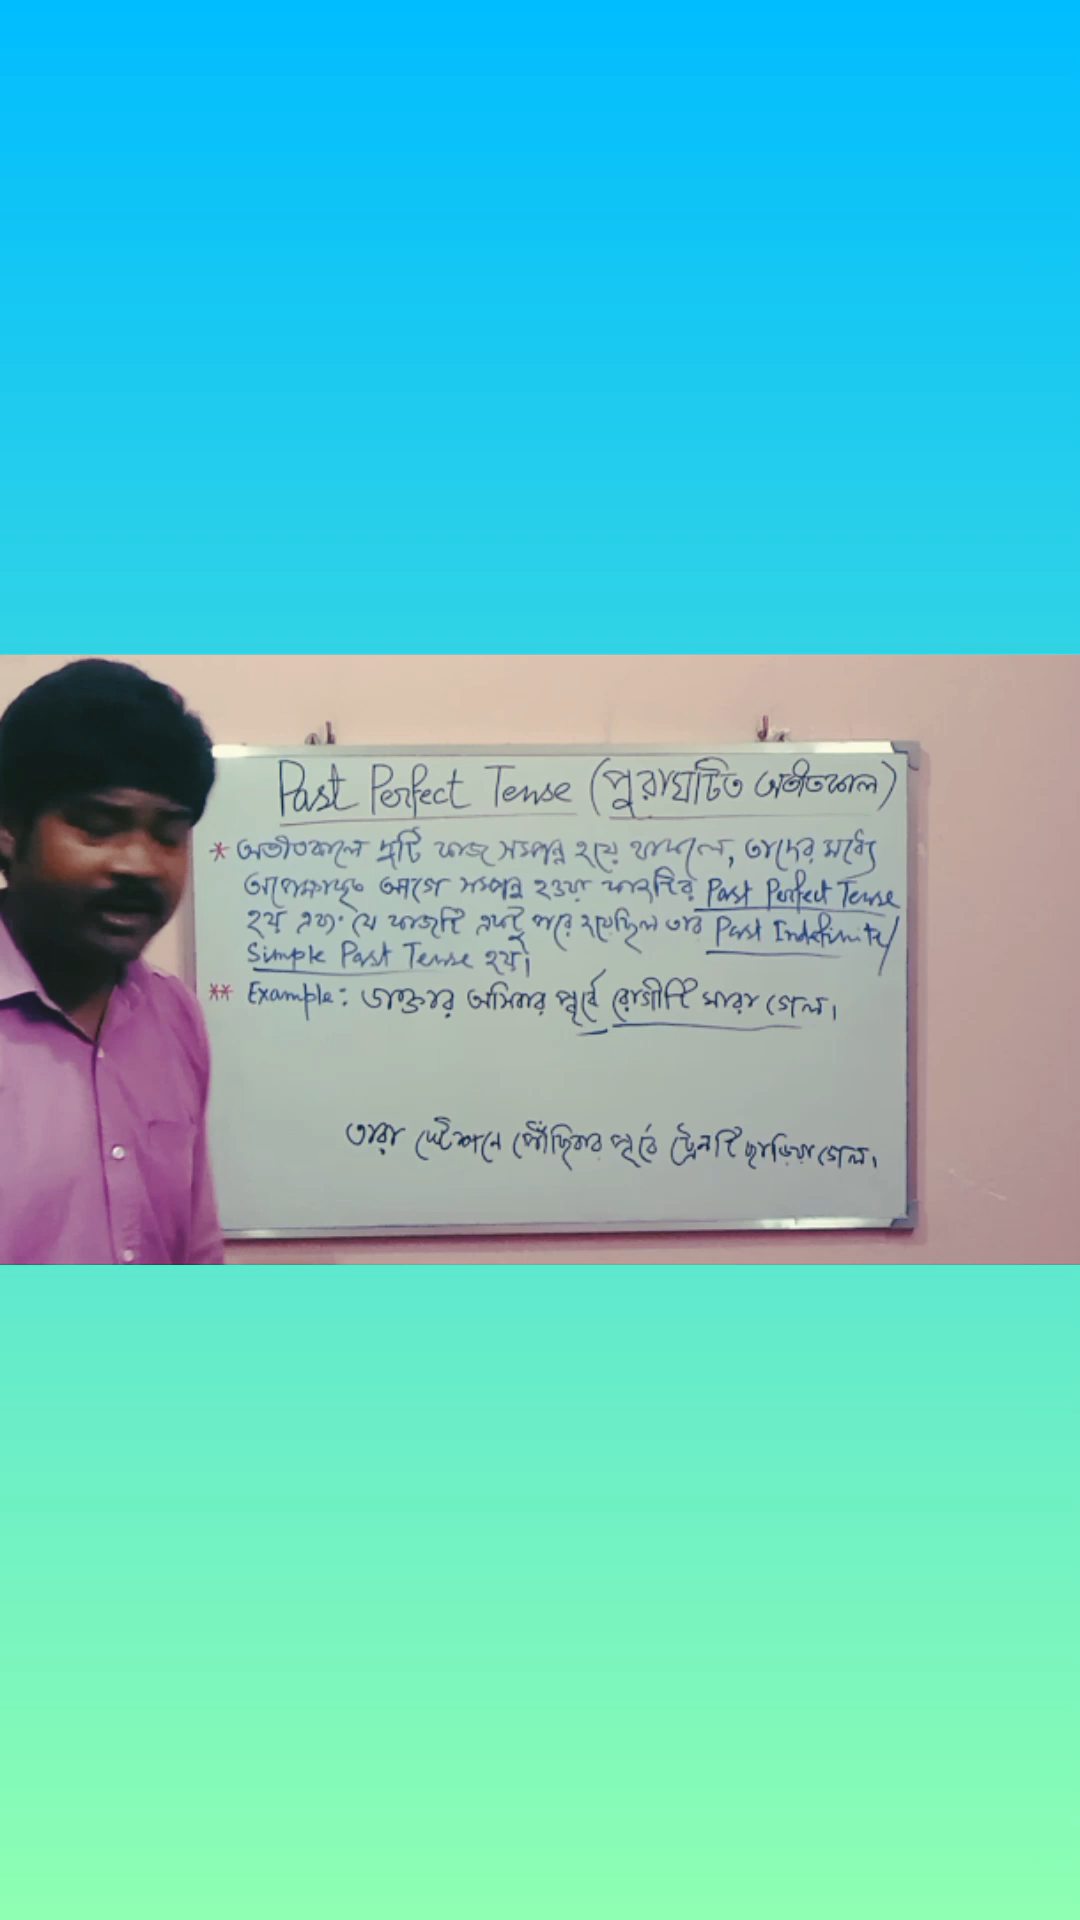 Past Perfect Tense (পুরাঘটিত অতীতকাল)
* অতীতকালে দুটি কাজ সম্পন্ন হয়ে থাকলে, তাদের মধ্যে
অপেক্ষাকৃত আগে সম্পন্ন হওয়া কাজটির Past Perfect Tense
হয় এবং যে কাজটি একটু পরে হয়েছিল তার Past Indefinite/
Simple Past Tense হয়।
** Example: ডাক্তার আসিবার পূর্বে রোগীটি মারা গেল।
তারা স্টেশনে পৌঁছিবার পূর্বে ট্রেনটি ছাড়িয়া গেল।